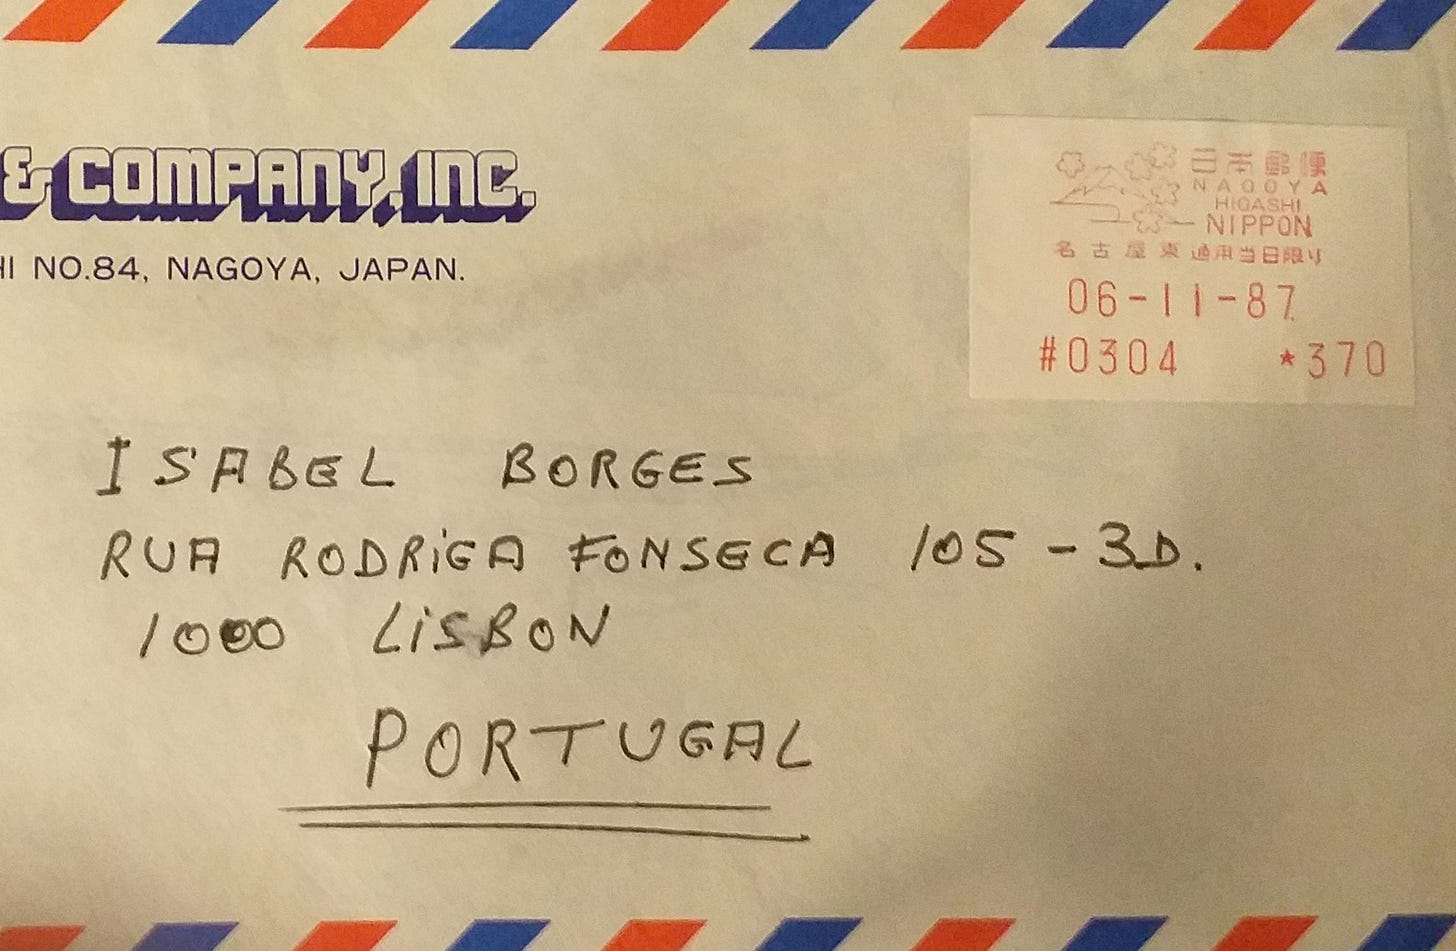 & COMPANY, INC.
HI NO.84, NAGOYA, JAPAN.
日本郵便
NAGOYA
HIGASHI
NIPPON
名古屋東 通用当日限り
06-11-87
#0304 *370
ISABEL BORGES
RUA RODRIGA FONSECA 105 - 3D.
1000 LISBON
PORTUGAL